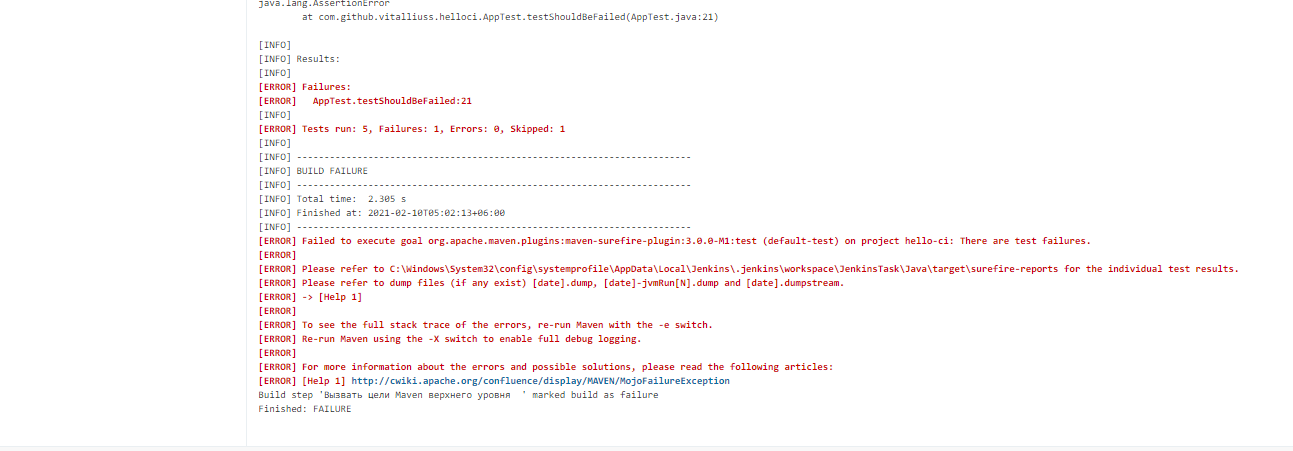 java.lang.AssertionError
at com.github.vitalliuss.helloci.AppTest.testShouldBeFailed(AppTest.java:21)
[INFO]
[INFO] Results:
[INFO]
[ERROR] Failures:
[ERROR]   AppTest.testShouldBeFailed:21
[INFO]
[ERROR] Tests run: 5, Failures: 1, Errors: 0, Skipped: 1
[INFO]
[INFO] ------------------------------------------------------------------------
[INFO] BUILD FAILURE
[INFO] ------------------------------------------------------------------------
[INFO] Total time:  2.305 s
[INFO] Finished at: 2021-02-10T05:02:13+06:00
[INFO] ------------------------------------------------------------------------
[ERROR] Failed to execute goal org.apache.maven.plugins:maven-surefire-plugin:3.0.0-M1:test (default-test) on project hello-ci: There are test failures.
[ERROR]
[ERROR] Please refer to C:\Windows\System32\config\systemprofile\AppData\Local\Jenkins\.jenkins\workspace\JenkinsTask\Java\target\surefire-reports for the individual test results.
[ERROR] Please refer to dump files (if any exist) [date].dump, [date]-jvmRun[N].dump and [date].dumpstream.
[ERROR] -> [Help 1]
[ERROR]
[ERROR] To see the full stack trace of the errors, re-run Maven with the -e switch.
[ERROR] Re-run Maven using the -X switch to enable full debug logging.
[ERROR]
[ERROR] For more information about the errors and possible solutions, please read the following articles:
[ERROR] [Help 1] http://cwiki.apache.org/confluence/display/MAVEN/MojoFailureException
Build step 'Вызвать цели Maven верхнего уровня  ' marked build as failure
Finished: FAILURE